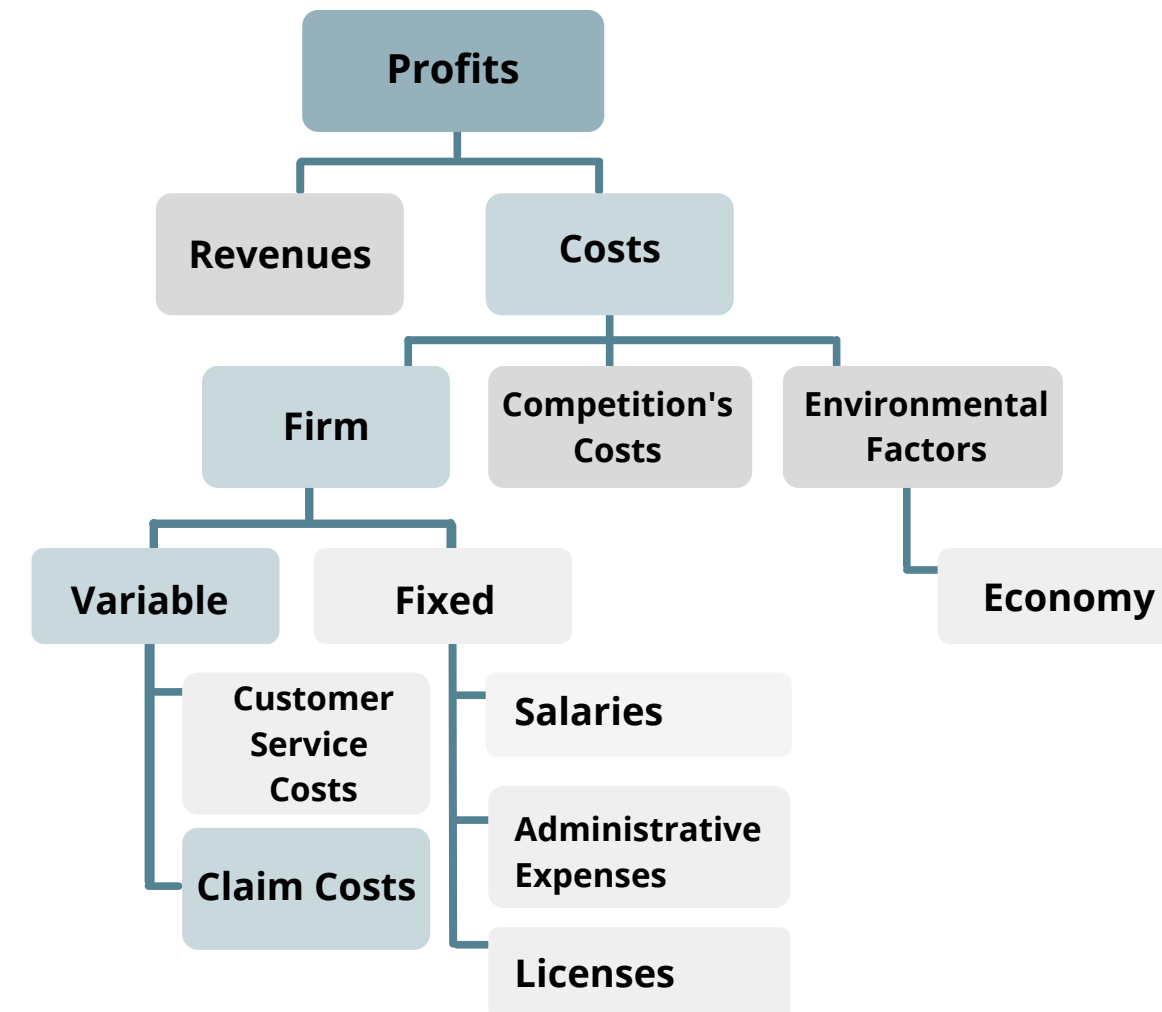 Profits
Revenues
Costs
Firm
Competition's
Costs
Environmental
Factors
Variable
Fixed
Economy
Customer
Service
Costs
Salaries
Administrative
Expenses
Claim Costs
Licenses